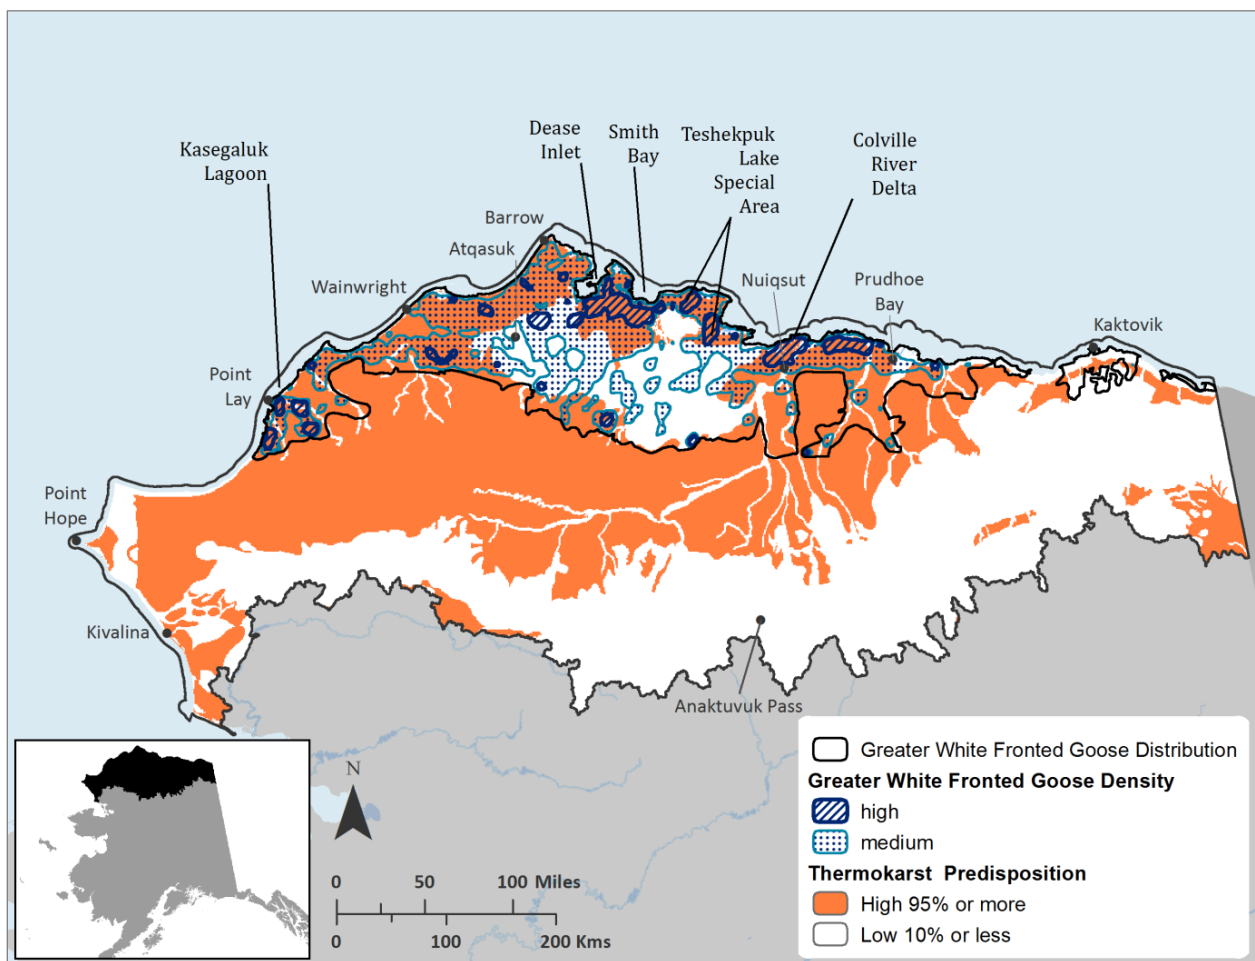 Kasegaluk
Lagoon
Dease
Inlet
Smith
Bay
Teshekpuk
Lake
Special
Area
Colville
River
Delta
Barrow
Atqasuk
Wainwright
Nuiqsut
Prudhoe
Bay
Kaktovik
Point
Lay
Point
Hope
Kivalina
Anaktuvuk Pass
N
0 50 100 Miles
0 100 200 Kms
Greater White Fronted Goose Distribution
Greater White Fronted Goose Density
high
medium
Thermokarst Predisposition
High 95% or more
Low 10% or less